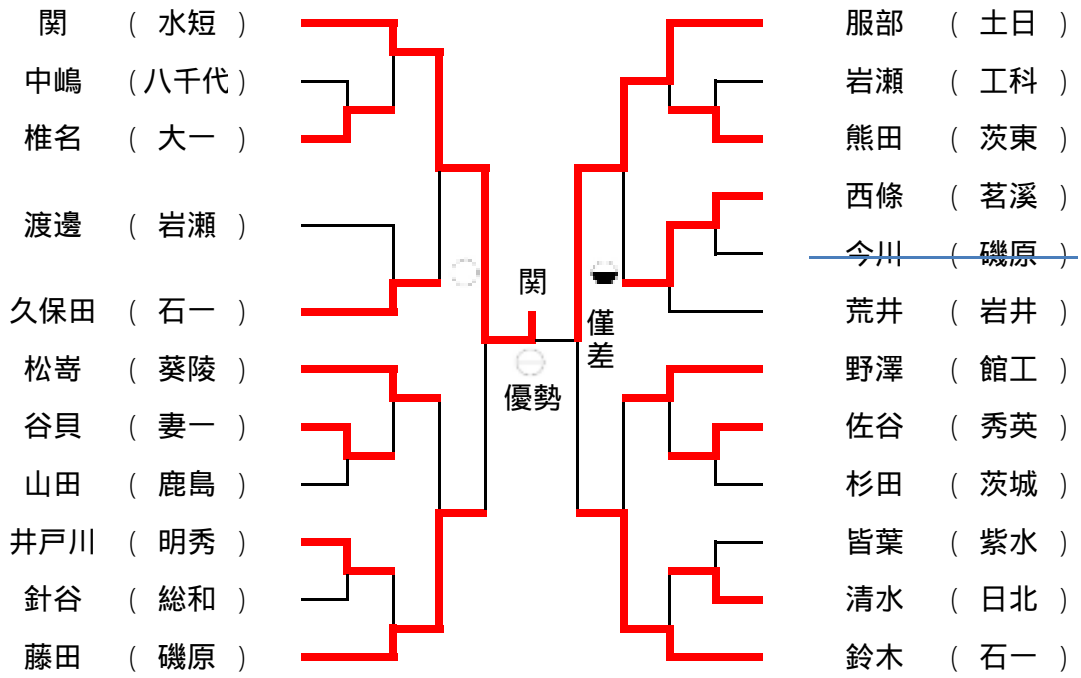 関 ( 水短 )
中嶋 ( 八千代 )
椎名 ( 大一 )
渡邊 ( 岩瀬 )
久保田 ( 石一 )
松嵜 ( 葵陵 )
谷貝 ( 妻一 )
山田 ( 鹿島 )
井戸川 ( 明秀 )
針谷 ( 総和 )
藤田 ( 磯原 )
関
優勢
僅差
服部 ( 土日 )
岩瀬 ( 工科 )
熊田 ( 茨東 )
西條 ( 茗溪 )
今川 ( 磯原 )
荒井 ( 岩井 )
野澤 ( 館工 )
佐谷 ( 秀英 )
杉田 ( 茨城 )
皆葉 ( 紫水 )
清水 ( 日北 )
鈴木 ( 石一 )